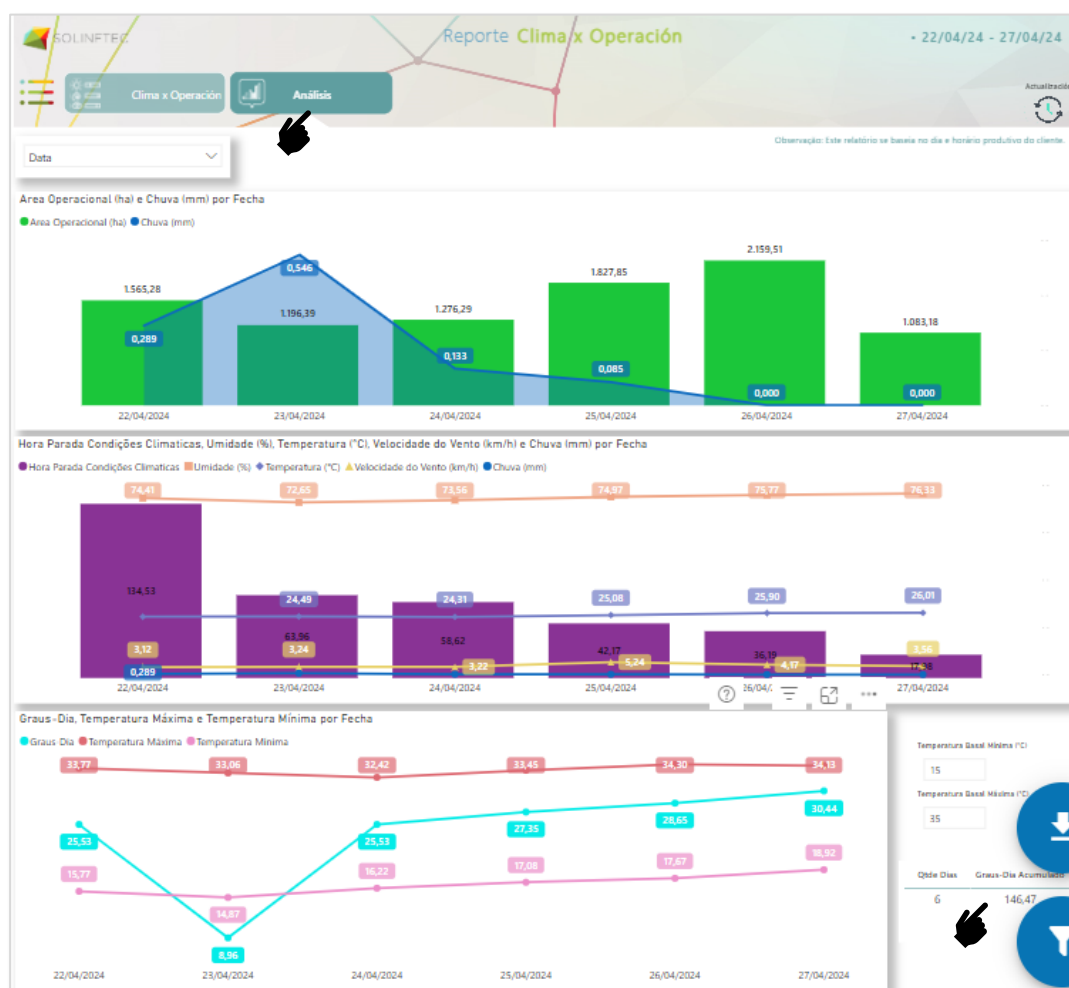 SOLINFTEC
Reporte Clima x Operación
- 22/04/24 - 27/04/24
Clima x Operación
Análisis
Actualización
Observação: Este relatório se baseia no dia e horário produtivo do cliente.
Data
Area Operacional (ha) e Chuva (mm) por Fecha
Area Operacional (ha) Chuva (mm)
1.565,28 1.196,39 1.276,29 1.827,85 2.159,51 1.083,18
0,289 0,546 0,133 0,085 0,000 0,000
22/04/2024 23/04/2024 24/04/2024 25/04/2024 26/04/2024 27/04/2024
Hora Parada Condições Climaticas, Umidade (%), Temperatura (°C), Velocidade do Vento (km/h) e Chuva (mm) por Fecha
Hora Parada Condições Climaticas Umidade (%) Temperatura (°C) Velocidade do Vento (km/h) Chuva (mm)
74,41 72,65 73,56 74,97 75,77 76,33
24,49 24,31 25,08 25,90 26,01
134,53 63,96 58,62 42,17 36,19
3,12 3,24 3,22 5,24 4,17 3,56
0,289
22/04/2024 23/04/2024 24/04/2024 25/04/2024 26/04/ 27/04/2024
Graus-Dia, Temperatura Máxima e Temperatura Mínima por Fecha
Graus-Dia Temperatura Máxima Temperatura Mínima
33,77 33,06 32,42 33,45 34,30 34,13
25,53 8,96 25,53 27,35 28,65 30,44
15,77 14,87 16,22 17,08 17,67 18,92
22/04/2024 23/04/2024 24/04/2024 25/04/2024 26/04/2024 27/04/2024
Temperatura Basal Mínima (°C)
15
Temperatura Basal Máxima (°C)
35
Qtde Dias Graus-Dia Acumulado
6 146,47